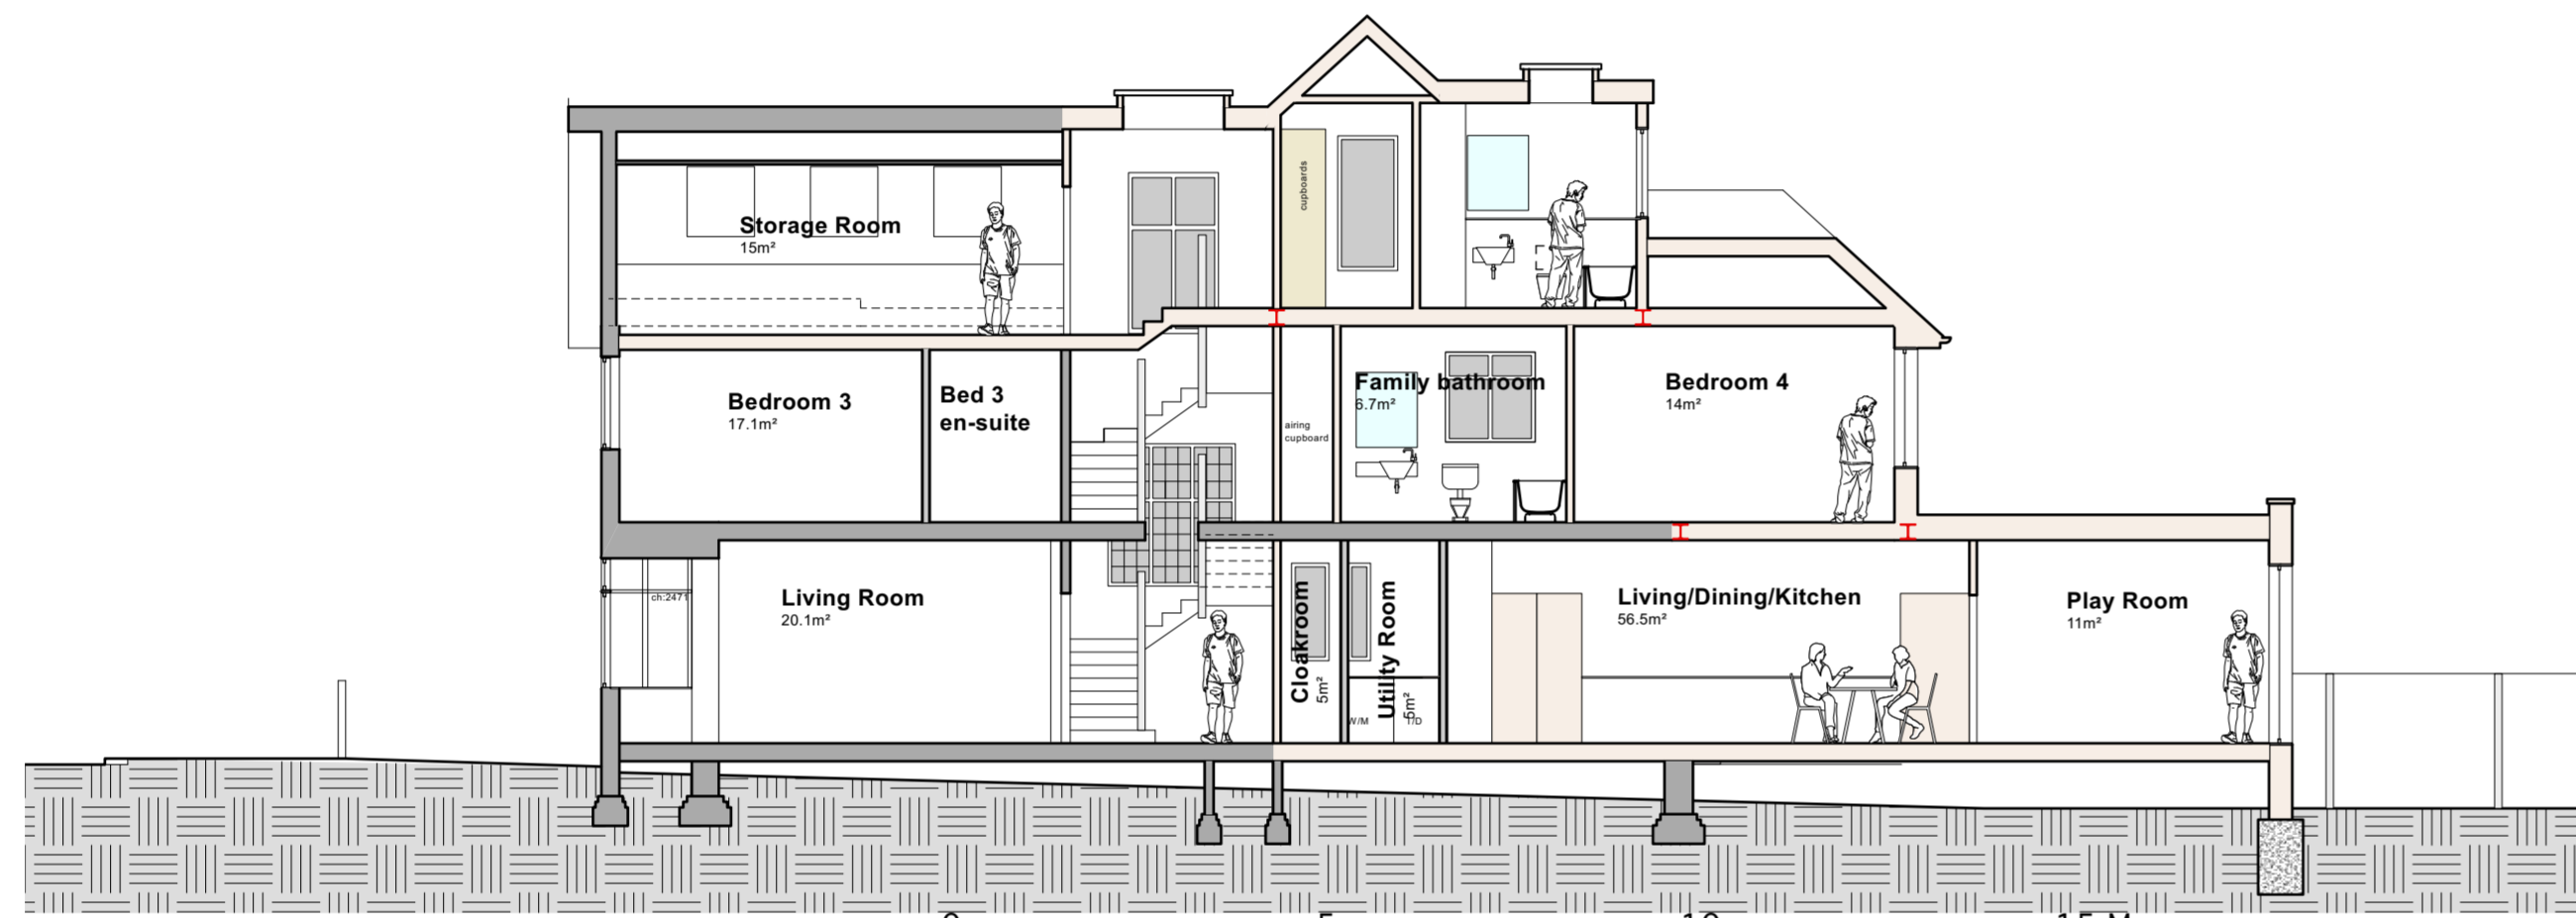 cupboards
Storage Room
15m²
Bedroom 3
17.1m²
Bed 3
en-suite
airing
cupboard
Family bathroom
6.7m²
Bedroom 4
14m²
ch:2471
Living Room
20.1m²
Cloakroom
5m²
Utility Room
5m²
W/M
T/D
Living/Dining/Kitchen
56.5m²
Play Room
11m²